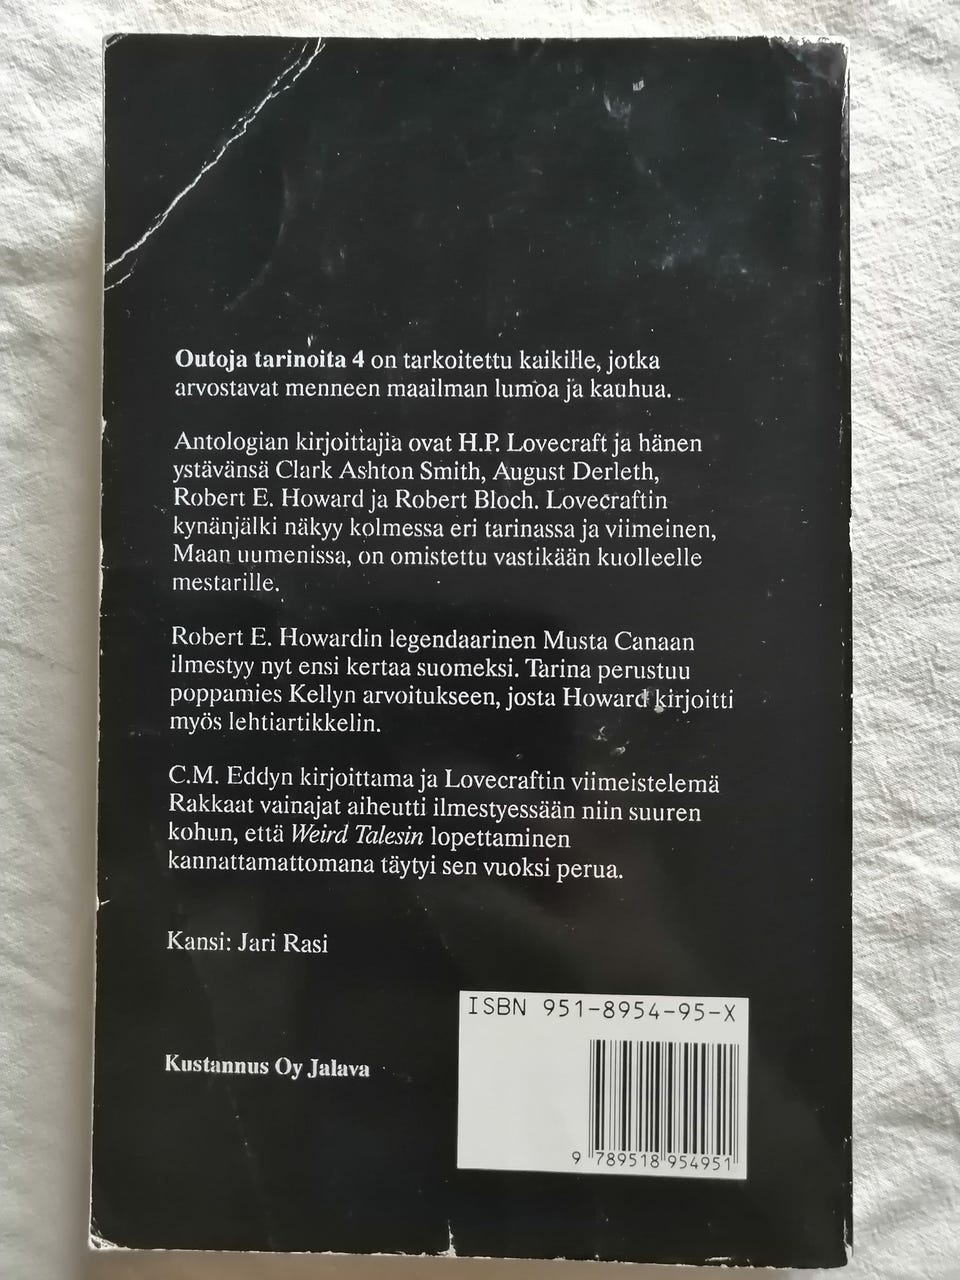 Outoja tarinoita 4 on tarkoitettu kaikille, jotka
arvostavat menneen maailman lumoa ja kauhua.
Antologian kirjoittajia ovat H.P. Lovecraft ja hänen
ystävänsä Clark Ashton Smith, August Derleth,
Robert E. Howard ja Robert Bloch. Lovecraftin
kynänjälki näkyy kolmessa eri tarinassa ja viimeinen,
Maan uumenissa, on omistettu vastikään kuolleelle
mestarille.
Robert E. Howardin legendaarinen Musta Canaan
ilmestyy nyt ensi kertaa suomeksi. Tarina perustuu
poppamies Kellyn arvoitukseen, josta Howard kirjoitti
myös lehtiartikkelin.
C.M. Eddyn kirjoittama ja Lovecraftin viimeistelemä
Rakkaat vainajat aiheutti ilmestyessään niin suuren
kohun, että Weird Talesin lopettaminen
kannattamattomana täytyi sen vuoksi perua.
Kansi: Jari Rasi
ISBN 951-8954-95-X
Kustannus Oy Jalava
9 789518 954951